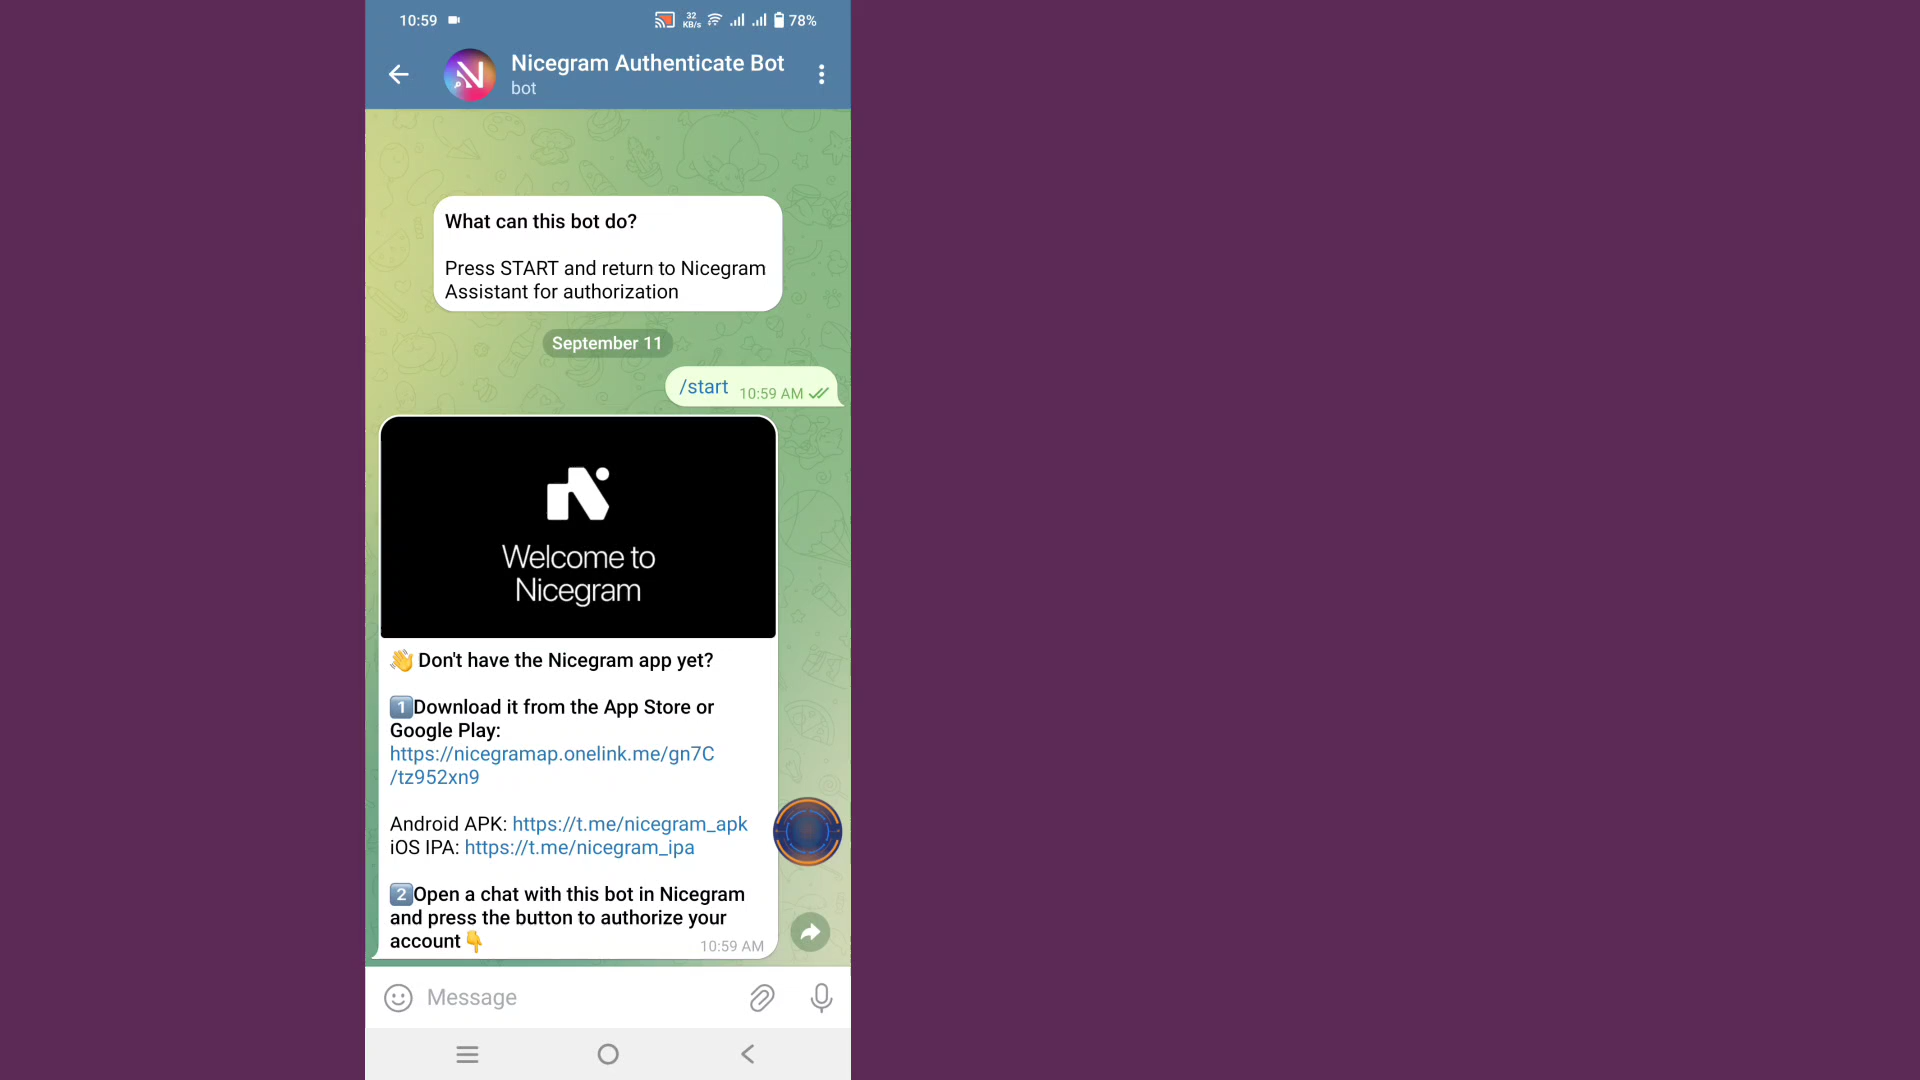 10:59
32
KB/s
78%
Nicegram Authenticate Bot
bot
What can this bot do?
Press START and return to Nicegram
Assistant for authorization
September 11
/start 10:59 AM
Welcome to
Nicegram
👋 Don't have the Nicegram app yet?
1️⃣Download it from the App Store or
Google Play:
https://nicegramap.onelink.me/gn7C
/tz952xn9
Android APK: https://t.me/nicegram_apk
iOS IPA: https://t.me/nicegram_ipa
2️⃣Open a chat with this bot in Nicegram
and press the button to authorize your
account👇
10:59 AM
Message